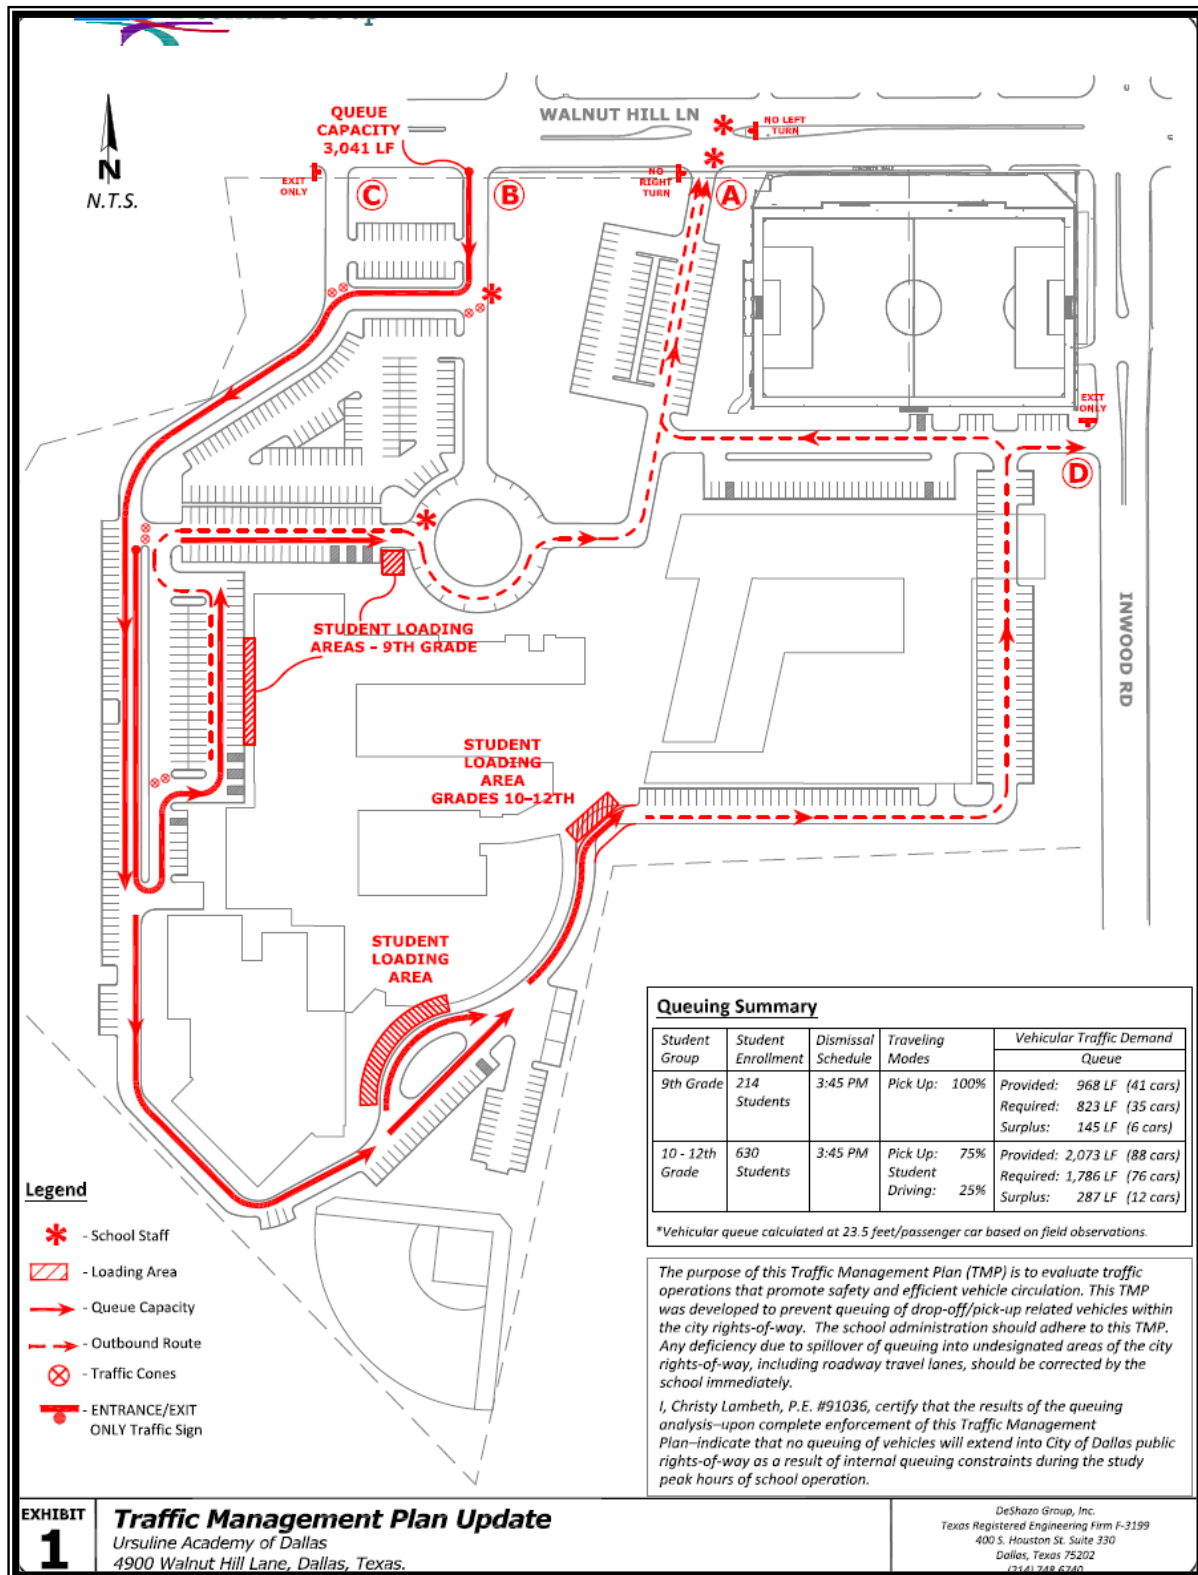 WALNUT HILL LN
QUEUE
CAPACITY
3,041 LF
NO LEFT
TURN
N
N.T.S.
EXIT
ONLY
C
B
NO
RIGHT
TURN
A
EXIT
ONLY
D
INWOOD RD
STUDENT LOADING
AREAS - 9TH GRADE
STUDENT
LOADING
AREA
GRADES 10-12TH
STUDENT
LOADING
AREA
Queuing Summary
Student Group Student Enrollment Dismissal Schedule Traveling Modes Vehicular Traffic Demand
Queue
9th Grade 214 Students 3:45 PM Pick Up: 100% Provided: 968 LF (41 cars)
Required: 823 LF (35 cars)
Surplus: 145 LF (6 cars)
10 - 12th Grade 630 Students 3:45 PM Pick Up: 75% Student Driving: 25% Provided: 2,073 LF (88 cars)
Required: 1,786 LF (76 cars)
Surplus: 287 LF (12 cars)
*Vehicular queue calculated at 23.5 feet/passenger car based on field observations.
Legend
- School Staff
- Loading Area
- Queue Capacity
- Outbound Route
- Traffic Cones
- ENTRANCE/EXIT
ONLY Traffic Sign
The purpose of this Traffic Management Plan (TMP) is to evaluate traffic
operations that promote safety and efficient vehicle circulation. This TMP
was developed to prevent queuing of drop-off/pick-up related vehicles within
the city rights-of-way. The school administration should adhere to this TMP.
Any deficiency due to spillover of queuing into undesignated areas of the city
rights-of-way, including roadway travel lanes, should be corrected by the
school immediately.
I, Christy Lambeth, P.E. #91036, certify that the results of the queuing
analysis—upon complete enforcement of this Traffic Management
Plan—indicate that no queuing of vehicles will extend into City of Dallas public
rights-of-way as a result of internal queuing constraints during the study
peak hours of school operation.
EXHIBIT
1
Traffic Management Plan Update
Ursuline Academy of Dallas
4900 Walnut Hill Lane, Dallas, Texas.
DeShazo Group, Inc.
Texas Registered Engineering Firm F-3199
400 S. Houston St. Suite 330
Dallas, Texas 75202
(214) 748-6740